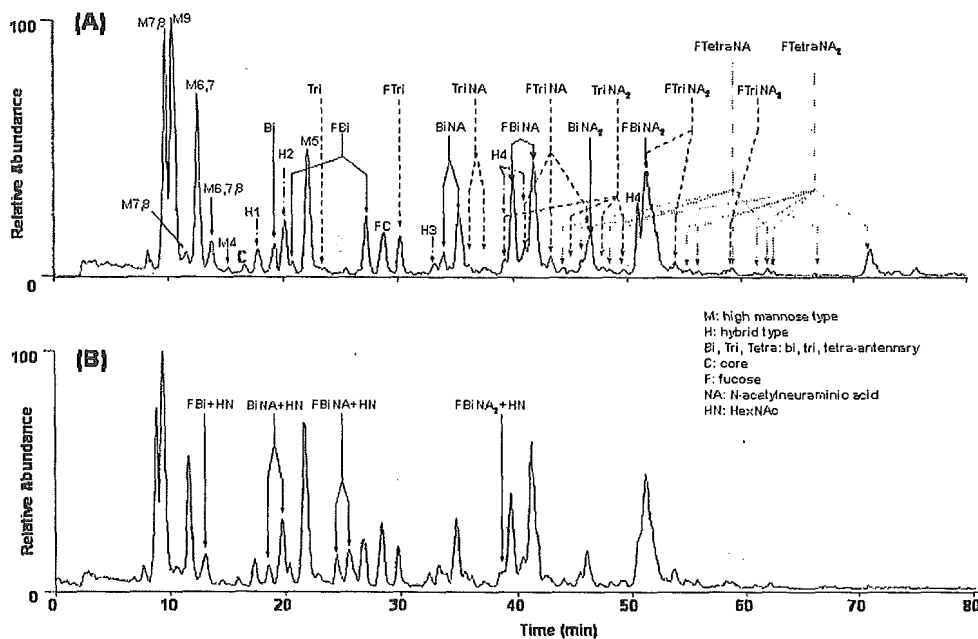 100
(A)
M7,8
M9
M6,7
M7,8
M6,7,8
M4
C
H1
Bi
H2
M5
Tri
FBi
FC
FTri
H3
BiNA
TriNA
H4
FBiNA
FTriNA
BiNA₂
TriNA₂
H4
FBiNA₂
FTriNA₂
FTetraNA
FTriNA₃
FTetraNA₂
Relative Abundance
0
M: high mannose type
H: hybrid type
Bi, Tri, Tetra: bi, tri, tetra-antennary
C: core
F: fucose
NA: N-acetylneuraminic acid
HN: HexNAc
100
(B)
FBi+HN
BiNA+HN
FBiNA+HN
FBiNA₂+HN
Relative Abundance
0
0 10 20 30 40 50 60 70 80
Time (min)